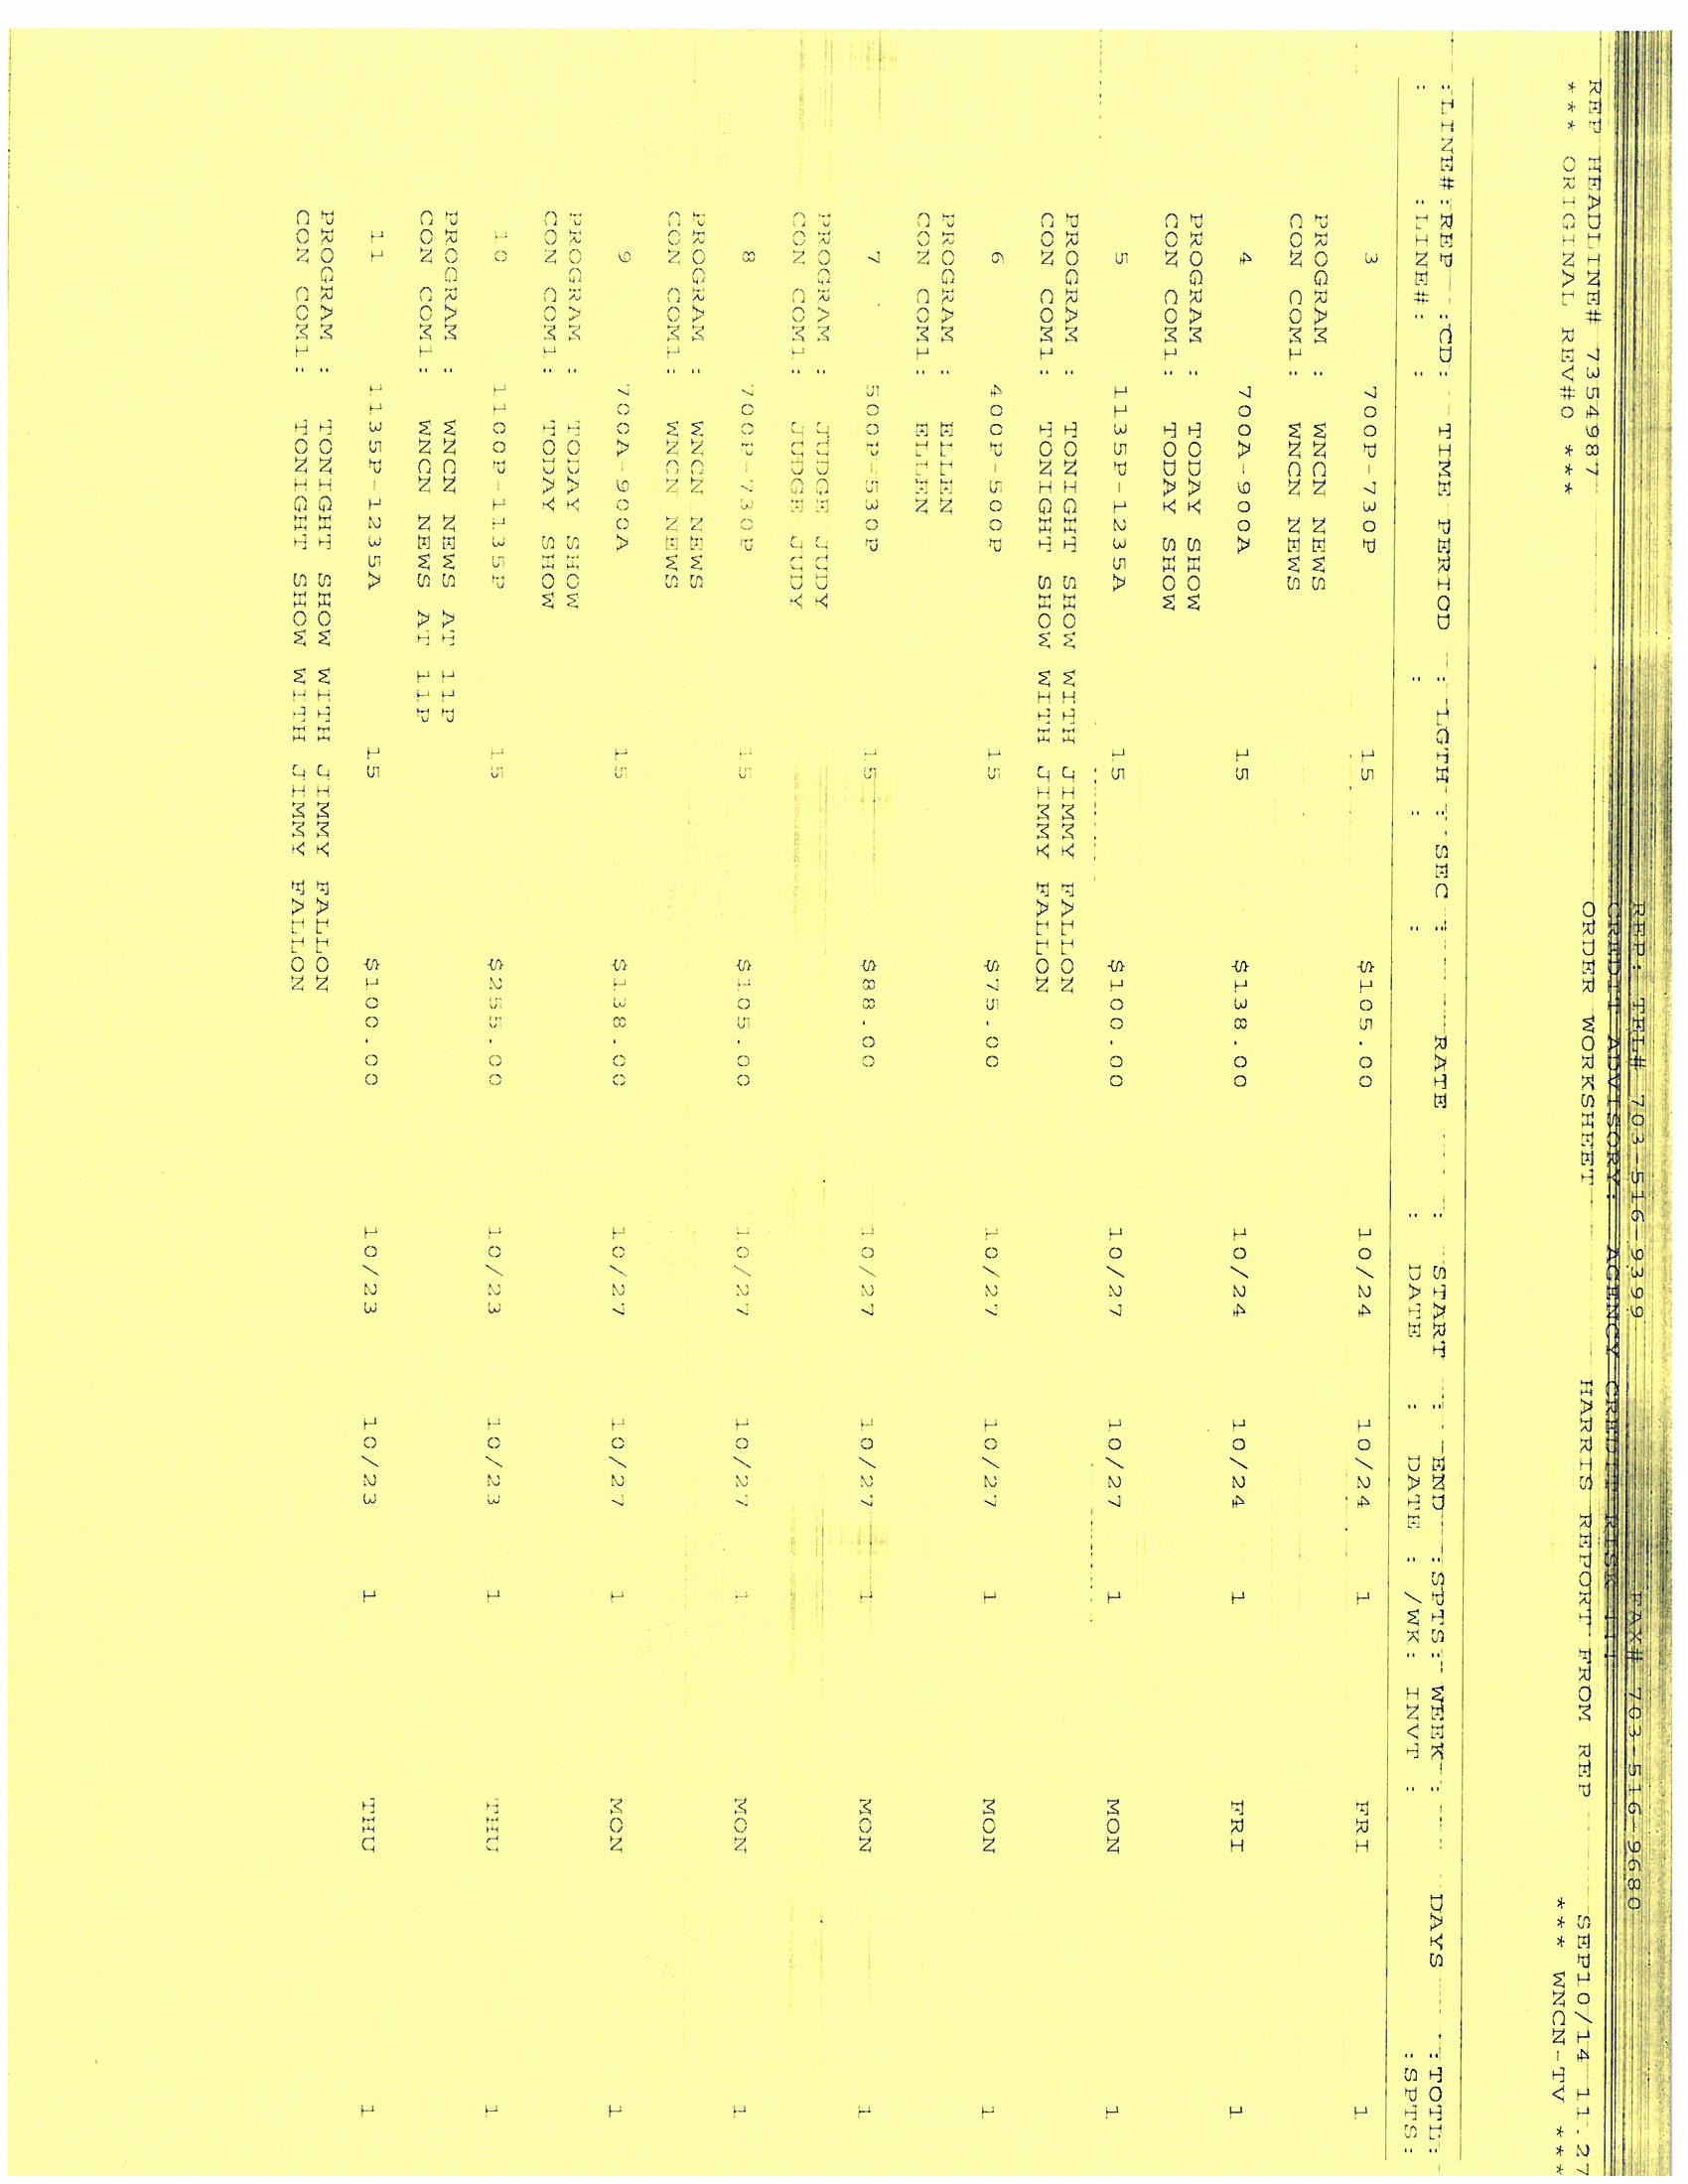 REP: TEL# 703-516-9399 FAX# 703-516-9680
CREDIT ADVISORY: AGENCY CREDIT RISK
REP HEADLINE# 7354987 ORDER WORKSHEET HARRIS REPORT FROM REP SEP10/14 11.27
*** ORIGINAL REV#0 *** *** WNCN-TV ***
:LINE#:REP :CD: TIME PERIOD : LGTH : SEC : RATE : START : END :SPTS: WEEK : DAYS :TOTL:
: :LINE#: : : : : DATE : DATE : /WK: INVT : :SPTS:
3 700P-730P 15 $105.00 10/24 10/24 1 FRI 1
PROGRAM : WNCN NEWS
CON COM1: WNCN NEWS
4 700A-900A 15 $138.00 10/24 10/24 1 FRI 1
PROGRAM : TODAY SHOW
CON COM1: TODAY SHOW
5 1135P-1235A 15 $100.00 10/27 10/27 1 MON 1
PROGRAM : TONIGHT SHOW WITH JIMMY FALLON
CON COM1: TONIGHT SHOW WITH JIMMY FALLON
6 400P-500P 15 $75.00 10/27 10/27 1 MON 1
PROGRAM : ELLEN
CON COM1: ELLEN
7 500P-530P 15 $88.00 10/27 10/27 1 MON 1
PROGRAM : JUDGE JUDY
CON COM1: JUDGE JUDY
8 700P-730P 15 $105.00 10/27 10/27 1 MON 1
PROGRAM : WNCN NEWS
CON COM1: WNCN NEWS
9 700A-900A 15 $138.00 10/27 10/27 1 MON 1
PROGRAM : TODAY SHOW
CON COM1: TODAY SHOW
10 1100P-1135P 15 $255.00 10/23 10/23 1 THU 1
PROGRAM : WNCN NEWS AT 11P
CON COM1: WNCN NEWS AT 11P
11 1135P-1235A 15 $100.00 10/23 10/23 1 THU 1
PROGRAM : TONIGHT SHOW WITH JIMMY FALLON
CON COM1: TONIGHT SHOW WITH JIMMY FALLON